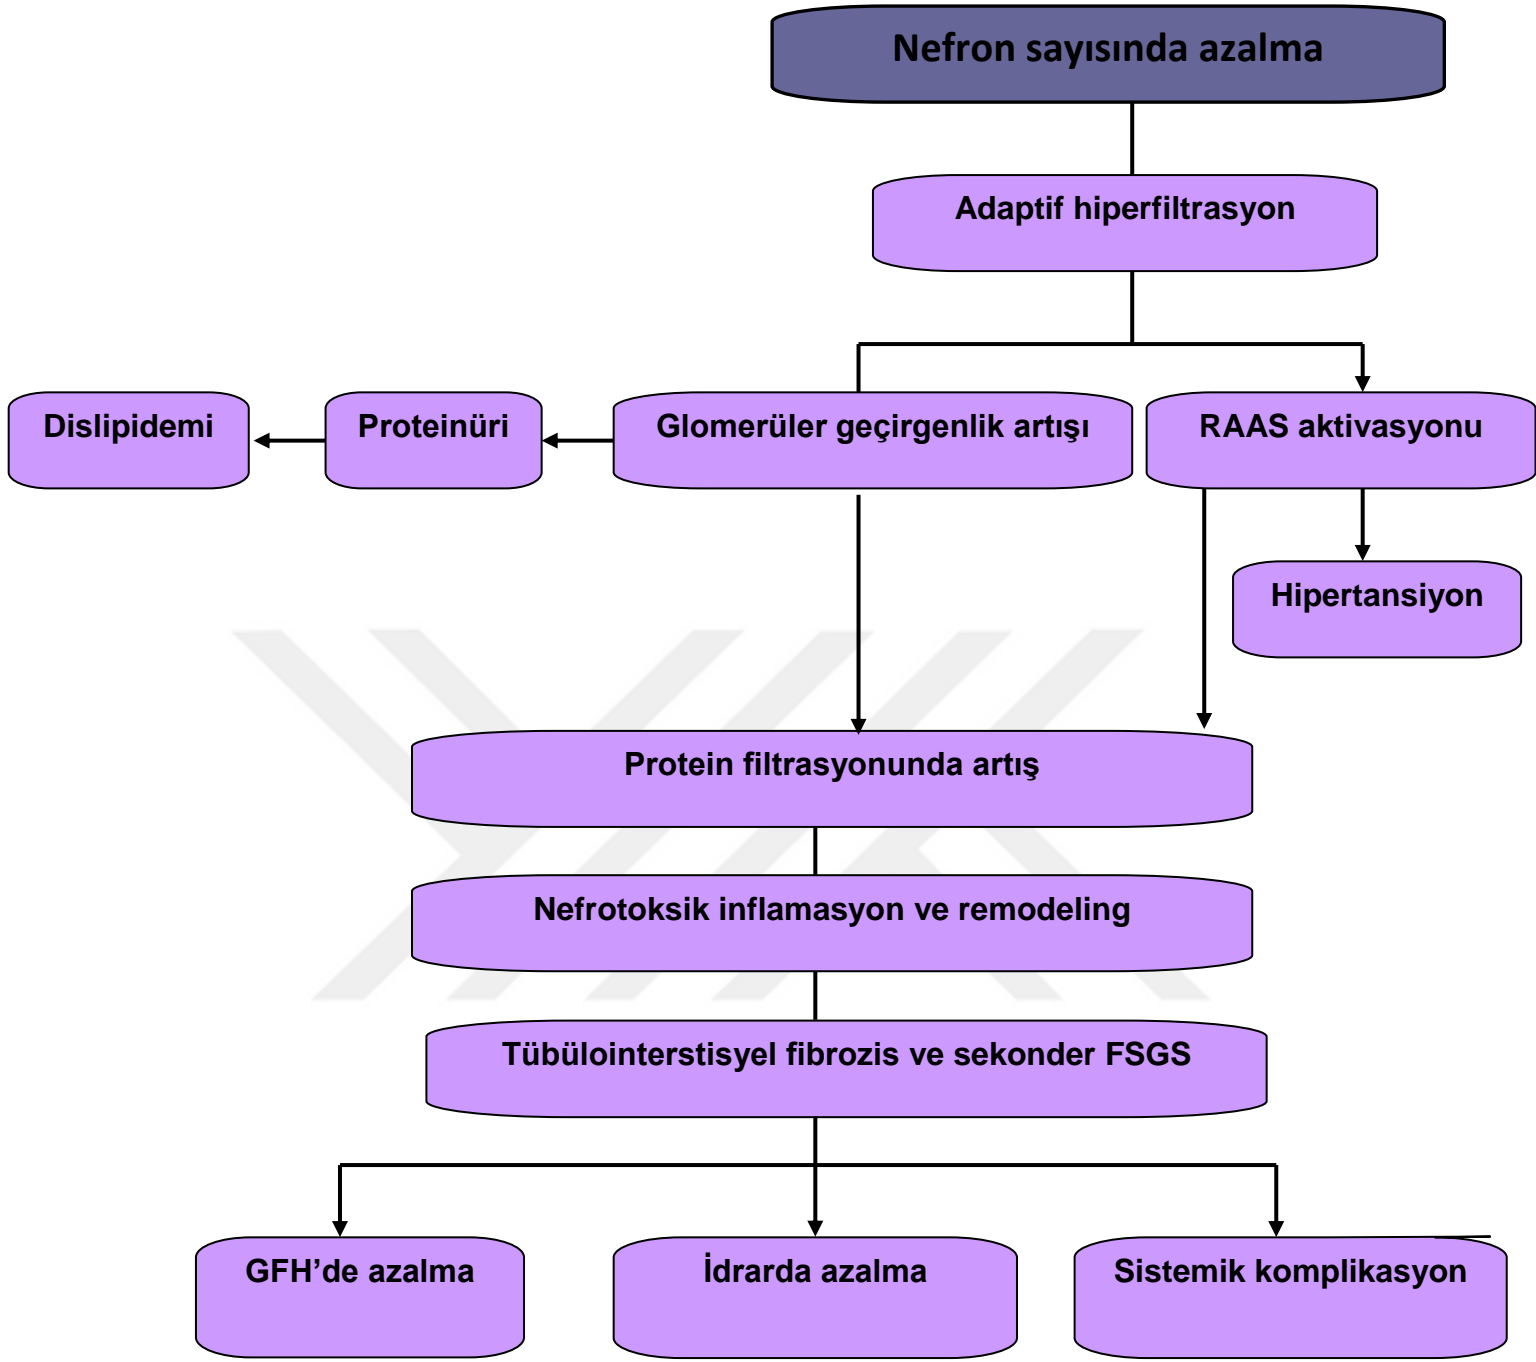 Nefron sayısında azalma
Adaptif hiperfiltrasyon
Dislipidemi
Proteinüri
Glomerüler geçirgenlik artışı
RAAS aktivasyonu
Hipertansiyon
Protein filtrasyonunda artış
Nefrotoksik inflamasyon ve remodeling
Tübülointerstisyel fibrozis ve sekonder FSGS
GFH’de azalma
İdrarda azalma
Sistemik komplikasyon